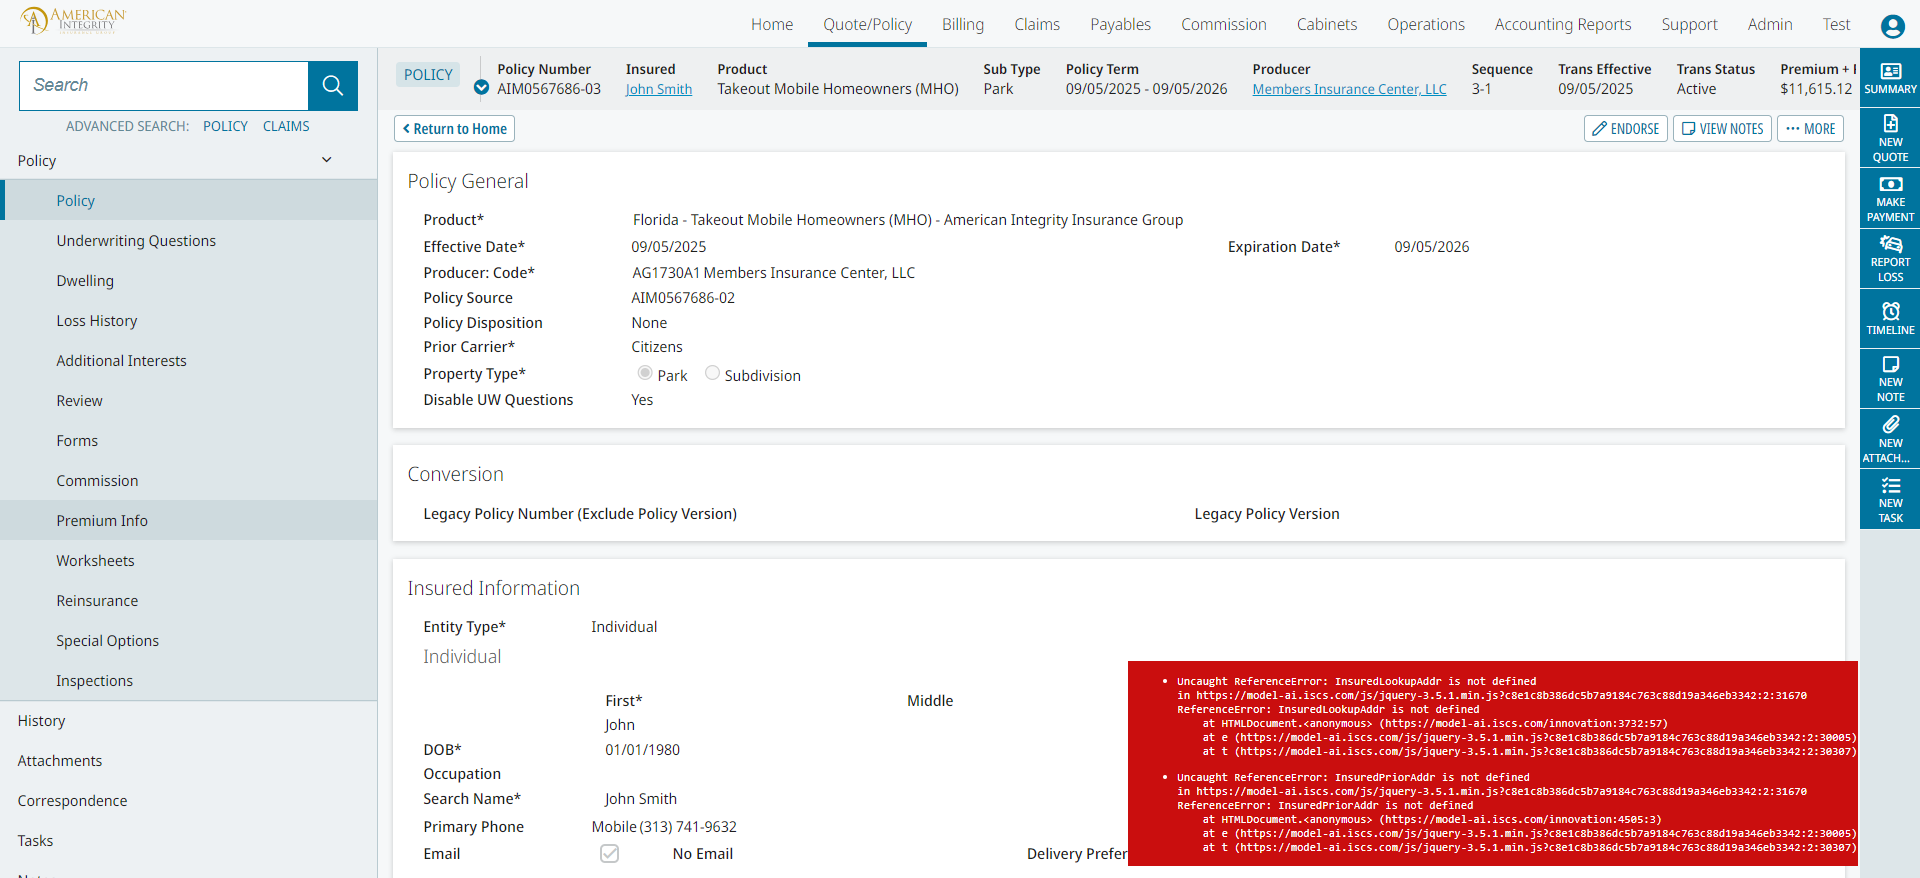 AMERICAN
INTEGRITY
Home
Quote/Policy
Billing
Claims
Payables
Commission
Cabinets
Operations
Accounting Reports
Support
Admin
Test
Search
ADVANCED SEARCH: POLICY CLAIMS
Policy
Policy
Underwriting Questions
Dwelling
Loss History
Additional Interests
Review
Forms
Commission
Premium Info
Worksheets
Reinsurance
Special Options
Inspections
History
Attachments
Correspondence
Tasks
POLICY
Policy Number
AIM0567686-03
Insured
John Smith
Product
Takeout Mobile Homeowners (MHO)
Sub Type
Park
Policy Term
09/05/2025 - 09/05/2026
Producer
Members Insurance Center, LLC
Sequence
3-1
Trans Effective
09/05/2025
Trans Status
Active
Premium +
$11,615.12
Return to Home
ENDORSE
VIEW NOTES
MORE
Policy General
Product* Florida - Takeout Mobile Homeowners (MHO) - American Integrity Insurance Group
Effective Date* 09/05/2025 Expiration Date* 09/05/2026
Producer: Code* AG1730A1 Members Insurance Center, LLC
Policy Source AIM0567686-02
Policy Disposition None
Prior Carrier* Citizens
Property Type* Park Subdivision
Disable UW Questions Yes
Conversion
Legacy Policy Number (Exclude Policy Version) Legacy Policy Version
Insured Information
Entity Type* Individual
Individual
First* Middle
John
DOB* 01/01/1980
Occupation
Search Name* John Smith
Primary Phone Mobile (313) 741-9632
Email No Email Delivery Prefer
• Uncaught ReferenceError: InsuredLookupAddr is not defined
in https://model-ai.iscs.com/js/jquery-3.5.1.min.js?c8e1c8b386dc5b7a9184c763c88d19a346eb3342:2:31670
ReferenceError: InsuredLookupAddr is not defined
at HTMLDocument.<anonymous> (https://model-ai.iscs.com/innovation:3732:57)
at e (https://model-ai.iscs.com/js/jquery-3.5.1.min.js?c8e1c8b386dc5b7a9184c763c88d19a346eb3342:2:30005)
at t (https://model-ai.iscs.com/js/jquery-3.5.1.min.js?c8e1c8b386dc5b7a9184c763c88d19a346eb3342:2:30307)
• Uncaught ReferenceError: InsuredPriorAddr is not defined
in https://model-ai.iscs.com/js/jquery-3.5.1.min.js?c8e1c8b386dc5b7a9184c763c88d19a346eb3342:2:31670
ReferenceError: InsuredPriorAddr is not defined
at HTMLDocument.<anonymous> (https://model-ai.iscs.com/innovation:4505:3)
at e (https://model-ai.iscs.com/js/jquery-3.5.1.min.js?c8e1c8b386dc5b7a9184c763c88d19a346eb3342:2:30005)
at t (https://model-ai.iscs.com/js/jquery-3.5.1.min.js?c8e1c8b386dc5b7a9184c763c88d19a346eb3342:2:30307)
SUMMARY
NEW
QUOTE
MAKE
PAYMENT
REPORT
LOSS
TIMELINE
NEW
NOTE
NEW
ATTACH...
NEW
TASK